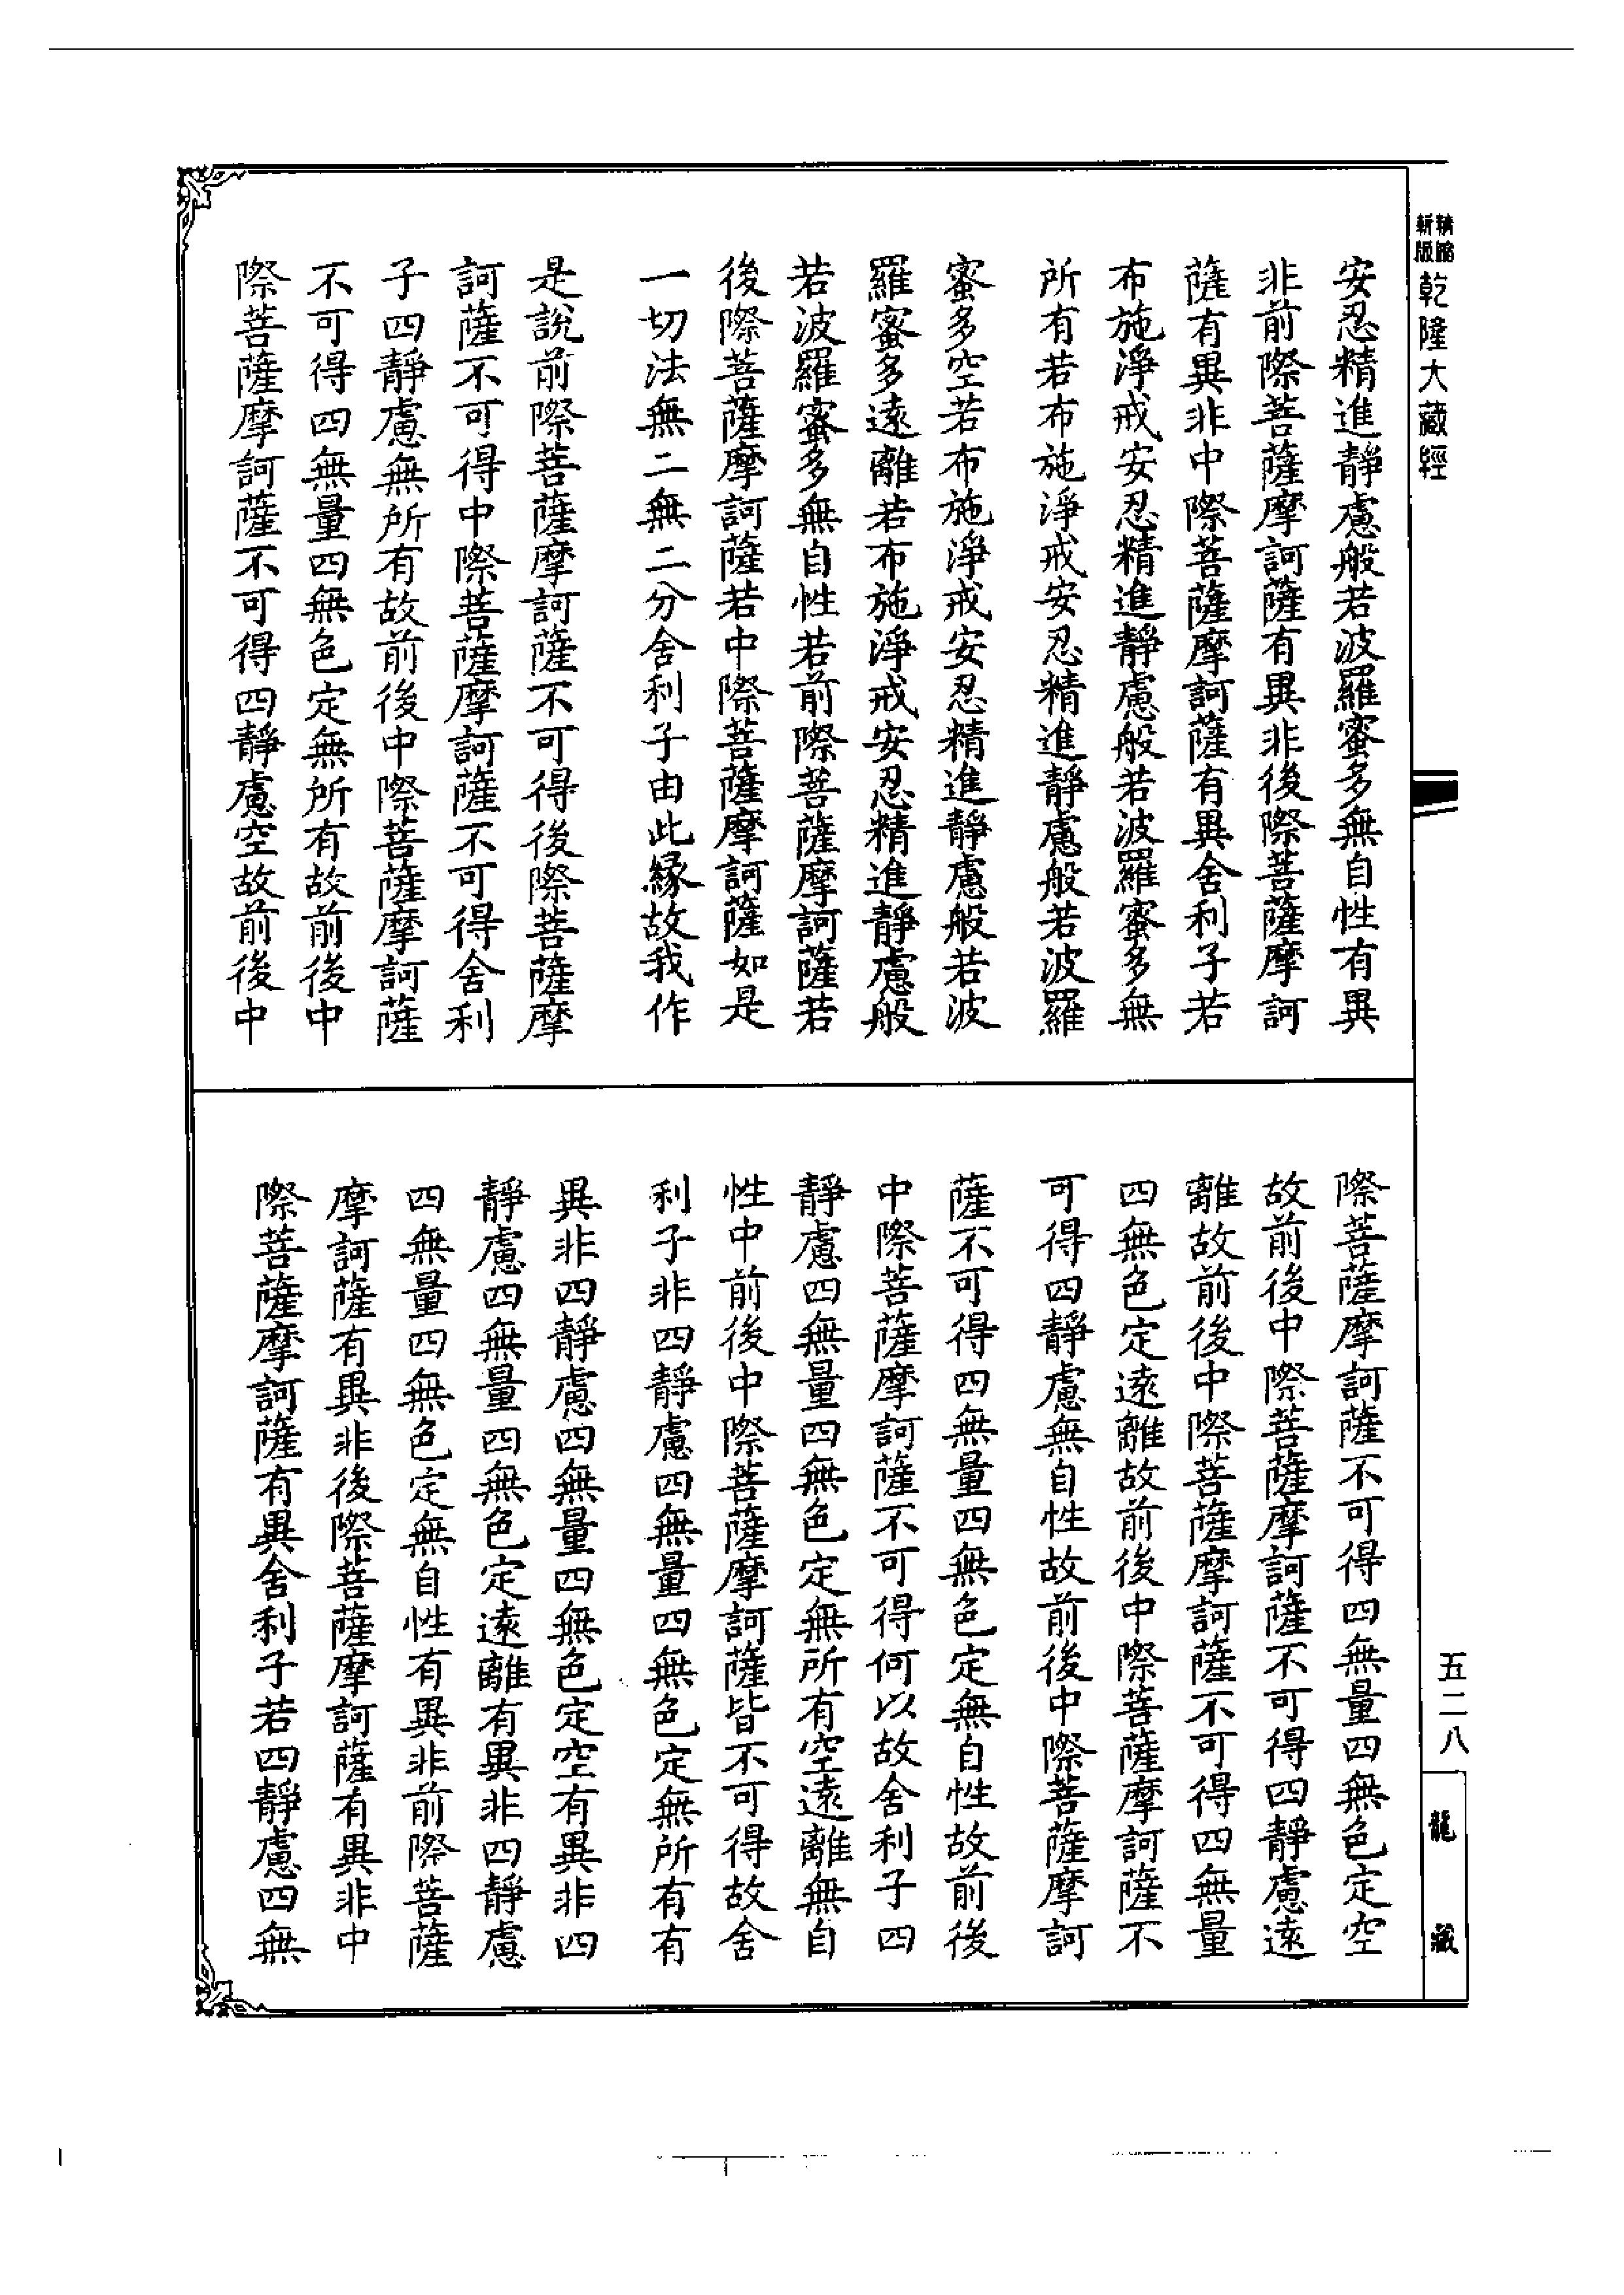 精縮
新版
乾隆大藏經
安忍精進靜慮般若波羅蜜多無自性有異
非前際菩薩摩訶薩有異非後際菩薩摩訶
薩有異非中際菩薩摩訶薩有異舍利子若
布施淨戒安忍精進靜慮般若波羅蜜多無
所有若布施淨戒安忍精進靜慮般若波羅
蜜多空若布施淨戒安忍精進靜慮般若波
羅蜜多遠離若布施淨戒安忍精進靜慮般
若波羅蜜多無自性若前際菩薩摩訶薩若
後際菩薩摩訶薩若中際菩薩摩訶薩如是
一切法無二無二分舍利子由此緣故我作
是說前際菩薩摩訶薩不可得後際菩薩摩
訶薩不可得中際菩薩摩訶薩不可得舍利
子四靜慮無所有故前後中際菩薩摩訶薩
不可得四無量四無色定無所有故前後中
際菩薩摩訶薩不可得四靜慮空故前後中
際菩薩摩訶薩不可得四無量四無色定空
故前後中際菩薩摩訶薩不可得四靜慮遠
離故前後中際菩薩摩訶薩不可得四無量
四無色定遠離故前後中際菩薩摩訶薩不
可得四靜慮無自性故前後中際菩薩摩訶
薩不可得四無量四無色定無自性故前後
中際菩薩摩訶薩不可得何以故舍利子四
靜慮四無量四無色定無所有空遠離無自
性中前後中際菩薩摩訶薩皆不可得故舍
利子非四靜慮四無量四無色定無所有有
異非四靜慮四無量四無色定空有異非四
靜慮四無量四無色定遠離有異非四靜慮
四無量四無色定無自性有異非前際菩薩
摩訶薩有異非後際菩薩摩訶薩有異非中
際菩薩摩訶薩有異舍利子若四靜慮四無
五二八
龍藏